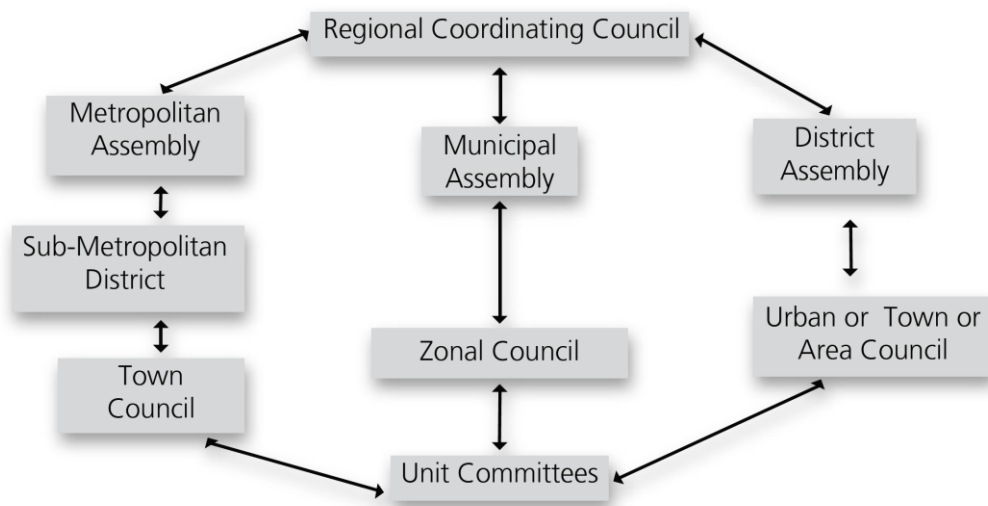 Regional Coordinating Council
Metropolitan
Assembly
Municipal
Assembly
District
Assembly
Sub-Metropolitan
District
Zonal Council
Urban or Town or
Area Council
Town
Council
Unit Committees